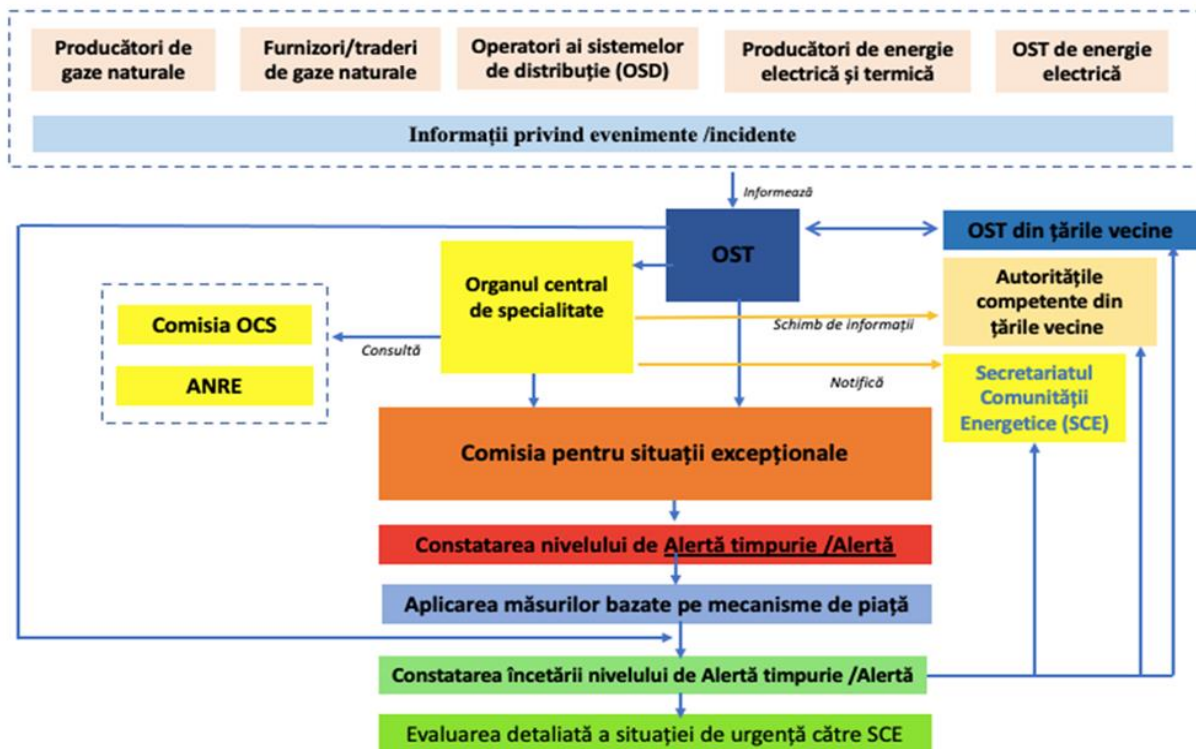 Producători de
gaze naturale
Furnizori/traderi
de gaze naturale
Operatori ai sistemelor
de distribuție (OSD)
Producători de energie
electrică și termică
OST de energie
electrică
Informații privind evenimente /incidente
Informează
OST
OST din țările vecine
Organul central
de specialitate
Autoritățile
competente din
țările vecine
Comisia OCS
ANRE
Consultă
Schimb de informații
Notifică
Secretariatul
Comunității
Energetice (SCE)
Comisia pentru situații excepționale
Constatarea nivelului de Alertă timpurie /Alertă
Aplicarea măsurilor bazate pe mecanisme de piață
Constatarea încetării nivelului de Alertă timpurie /Alertă
Evaluarea detaliată a situației de urgență către SCE